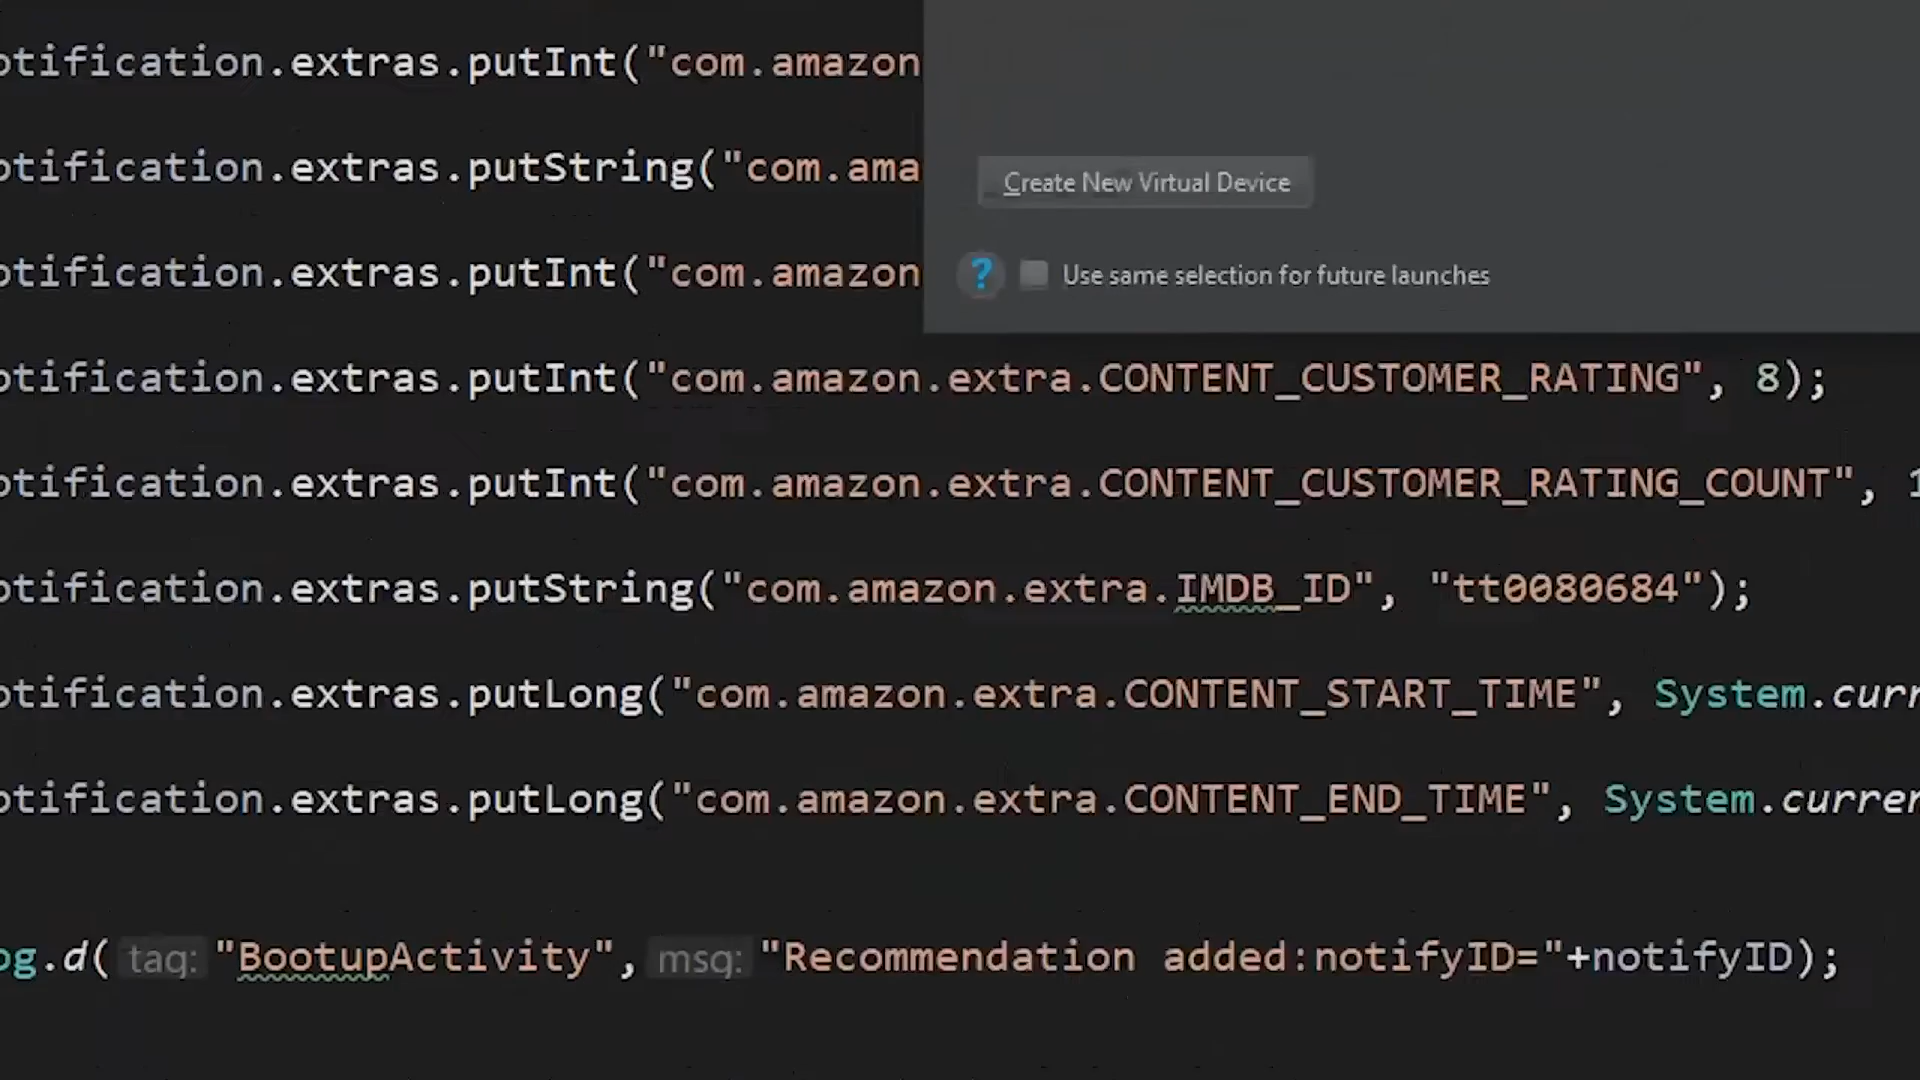 otification.extras.putInt("com.amazon
otification.extras.putString("com.ama
Create New Virtual Device
otification.extras.putInt("com.amazon
? Use same selection for future launches
otification.extras.putInt("com.amazon.extra.CONTENT_CUSTOMER_RATING", 8);
otification.extras.putInt("com.amazon.extra.CONTENT_CUSTOMER_RATING_COUNT", 1
otification.extras.putString("com.amazon.extra.IMDB_ID", "tt0080684");
otification.extras.putLong("com.amazon.extra.CONTENT_START_TIME", System.curr
otification.extras.putLong("com.amazon.extra.CONTENT_END_TIME", System.curren
og.d( tag: "BootupActivity", msg: "Recommendation added:notifyID="+notifyID);